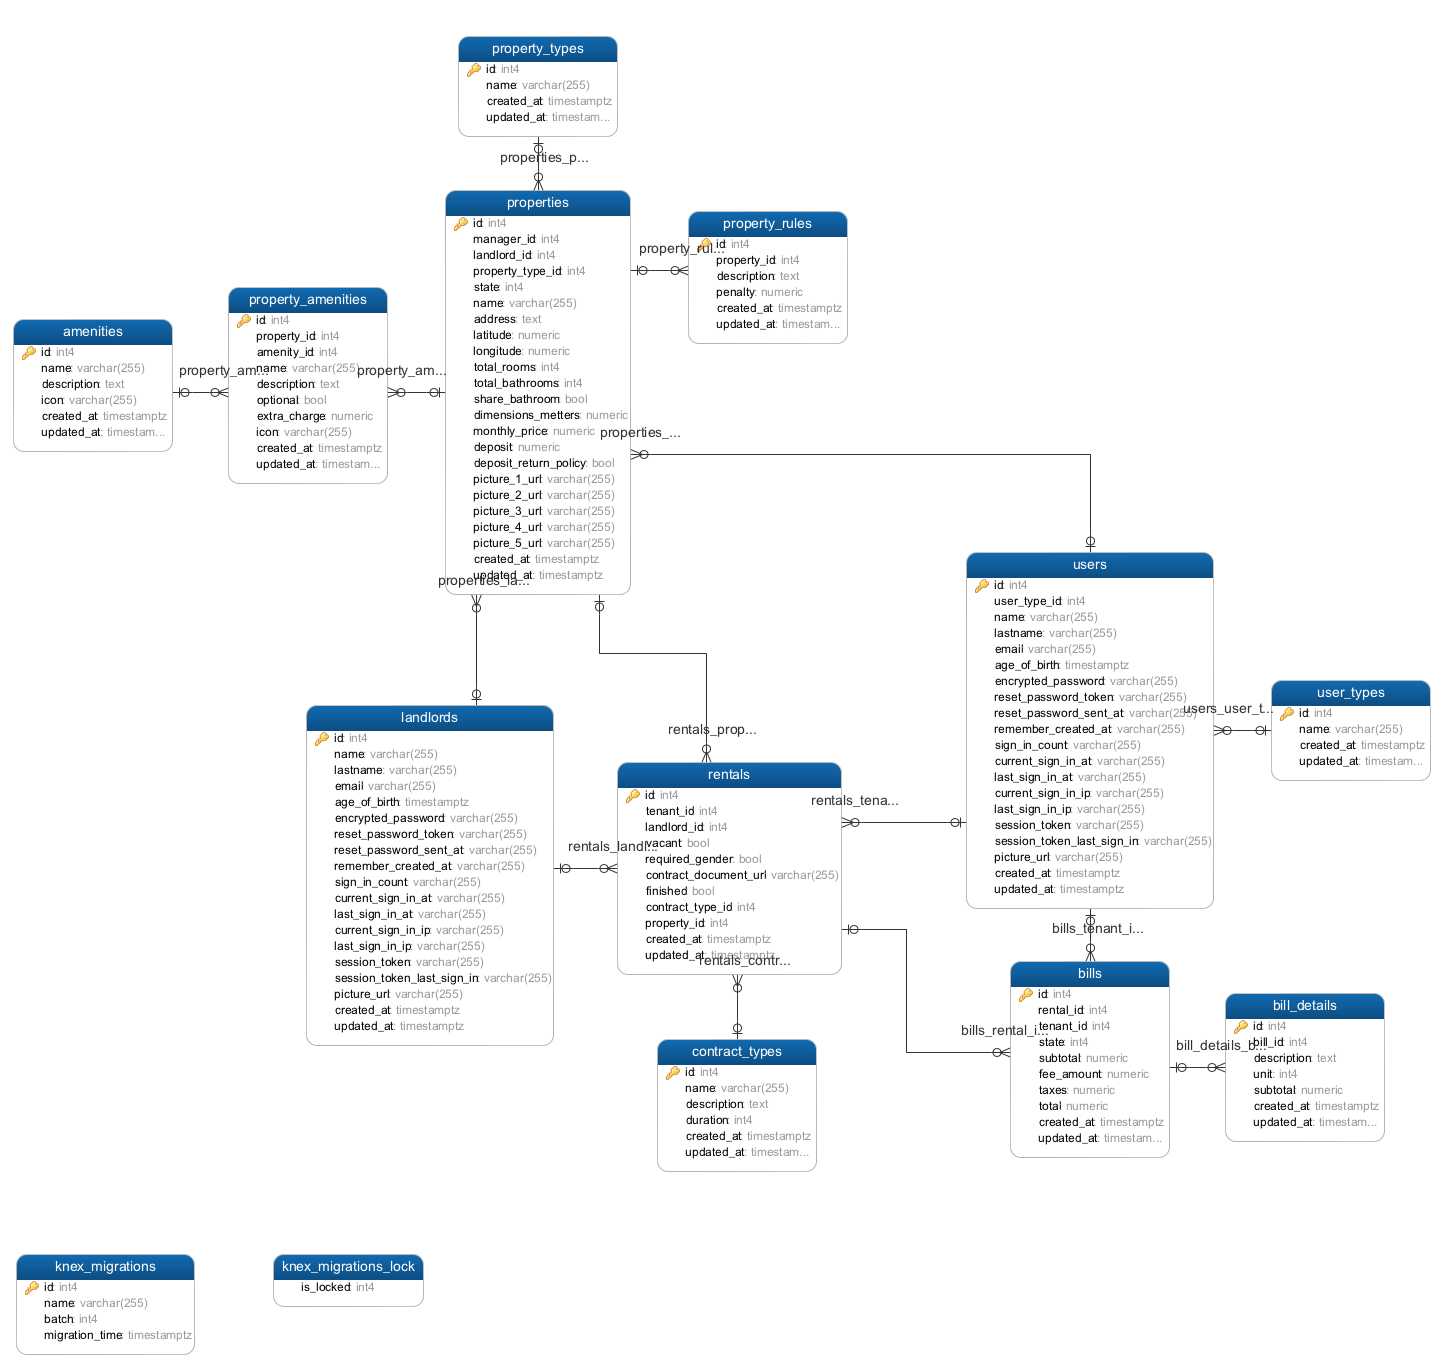 property_types
id: int4
name: varchar(255)
created_at: timestamptz
updated_at: timestam...
properties_p...
properties
id: int4
manager_id: int4
landlord_id: int4
property_type_id: int4
state: int4
name: varchar(255)
address: text
latitude: numeric
longitude: numeric
total_rooms: int4
total_bathrooms: int4
share_bathroom: bool
dimensions_metters: numeric
monthly_price: numeric
deposit: numeric
deposit_return_policy: bool
picture_1_url: varchar(255)
picture_2_url: varchar(255)
picture_3_url: varchar(255)
picture_4_url: varchar(255)
picture_5_url: varchar(255)
created_at: timestamptz
updated_at: timestamptz
property_rul...
property_rules
id: int4
property_id: int4
description: text
penalty: numeric
created_at: timestamptz
updated_at: timestam...
property_amenities
id: int4
property_id: int4
amenity_id: int4
name: varchar(255)
description: text
optional: bool
extra_charge: numeric
icon: varchar(255)
created_at: timestamptz
updated_at: timestam...
amenities
id: int4
name: varchar(255)
description: text
icon: varchar(255)
created_at: timestamptz
updated_at: timestam...
property_am...
property_am...
properties_...
properties_la...
users
id: int4
user_type_id: int4
name: varchar(255)
lastname: varchar(255)
email: varchar(255)
age_of_birth: timestamptz
encrypted_password: varchar(255)
reset_password_token: varchar(255)
reset_password_sent_at: varchar(255)
remember_created_at: varchar(255)
sign_in_count: varchar(255)
current_sign_in_at: varchar(255)
last_sign_in_at: varchar(255)
current_sign_in_ip: varchar(255)
last_sign_in_ip: varchar(255)
session_token: varchar(255)
session_token_last_sign_in: varchar(255)
picture_url: varchar(255)
created_at: timestamptz
updated_at: timestamptz
users_user_t...
user_types
id: int4
name: varchar(255)
created_at: timestamptz
updated_at: timestam...
landlords
id: int4
name: varchar(255)
lastname: varchar(255)
email: varchar(255)
age_of_birth: timestamptz
encrypted_password: varchar(255)
reset_password_token: varchar(255)
reset_password_sent_at: varchar(255)
remember_created_at: varchar(255)
sign_in_count: varchar(255)
current_sign_in_at: varchar(255)
last_sign_in_at: varchar(255)
current_sign_in_ip: varchar(255)
last_sign_in_ip: varchar(255)
session_token: varchar(255)
session_token_last_sign_in: varchar(255)
picture_url: varchar(255)
created_at: timestamptz
updated_at: timestamptz
rentals_prop...
rentals_landl...
rentals_tena...
rentals
id: int4
tenant_id: int4
landlord_id: int4
vacant: bool
required_gender: bool
contract_document_url: varchar(255)
finished: bool
contract_type_id: int4
property_id: int4
created_at: timestamptz
updated_at: timestamptz
rentals_contr...
contract_types
id: int4
name: varchar(255)
description: text
duration: int4
created_at: timestamptz
updated_at: timestam...
bills_tenant_i...
bills_rental_i...
bills
id: int4
rental_id: int4
tenant_id: int4
state: int4
subtotal: numeric
fee_amount: numeric
taxes: numeric
total: numeric
created_at: timestamptz
updated_at: timestam...
bill_details_b...
bill_details
id: int4
bill_id: int4
description: text
unit: int4
subtotal: numeric
created_at: timestamptz
updated_at: timestam...
knex_migrations
id: int4
name: varchar(255)
batch: int4
migration_time: timestamptz
knex_migrations_lock
is_locked: int4